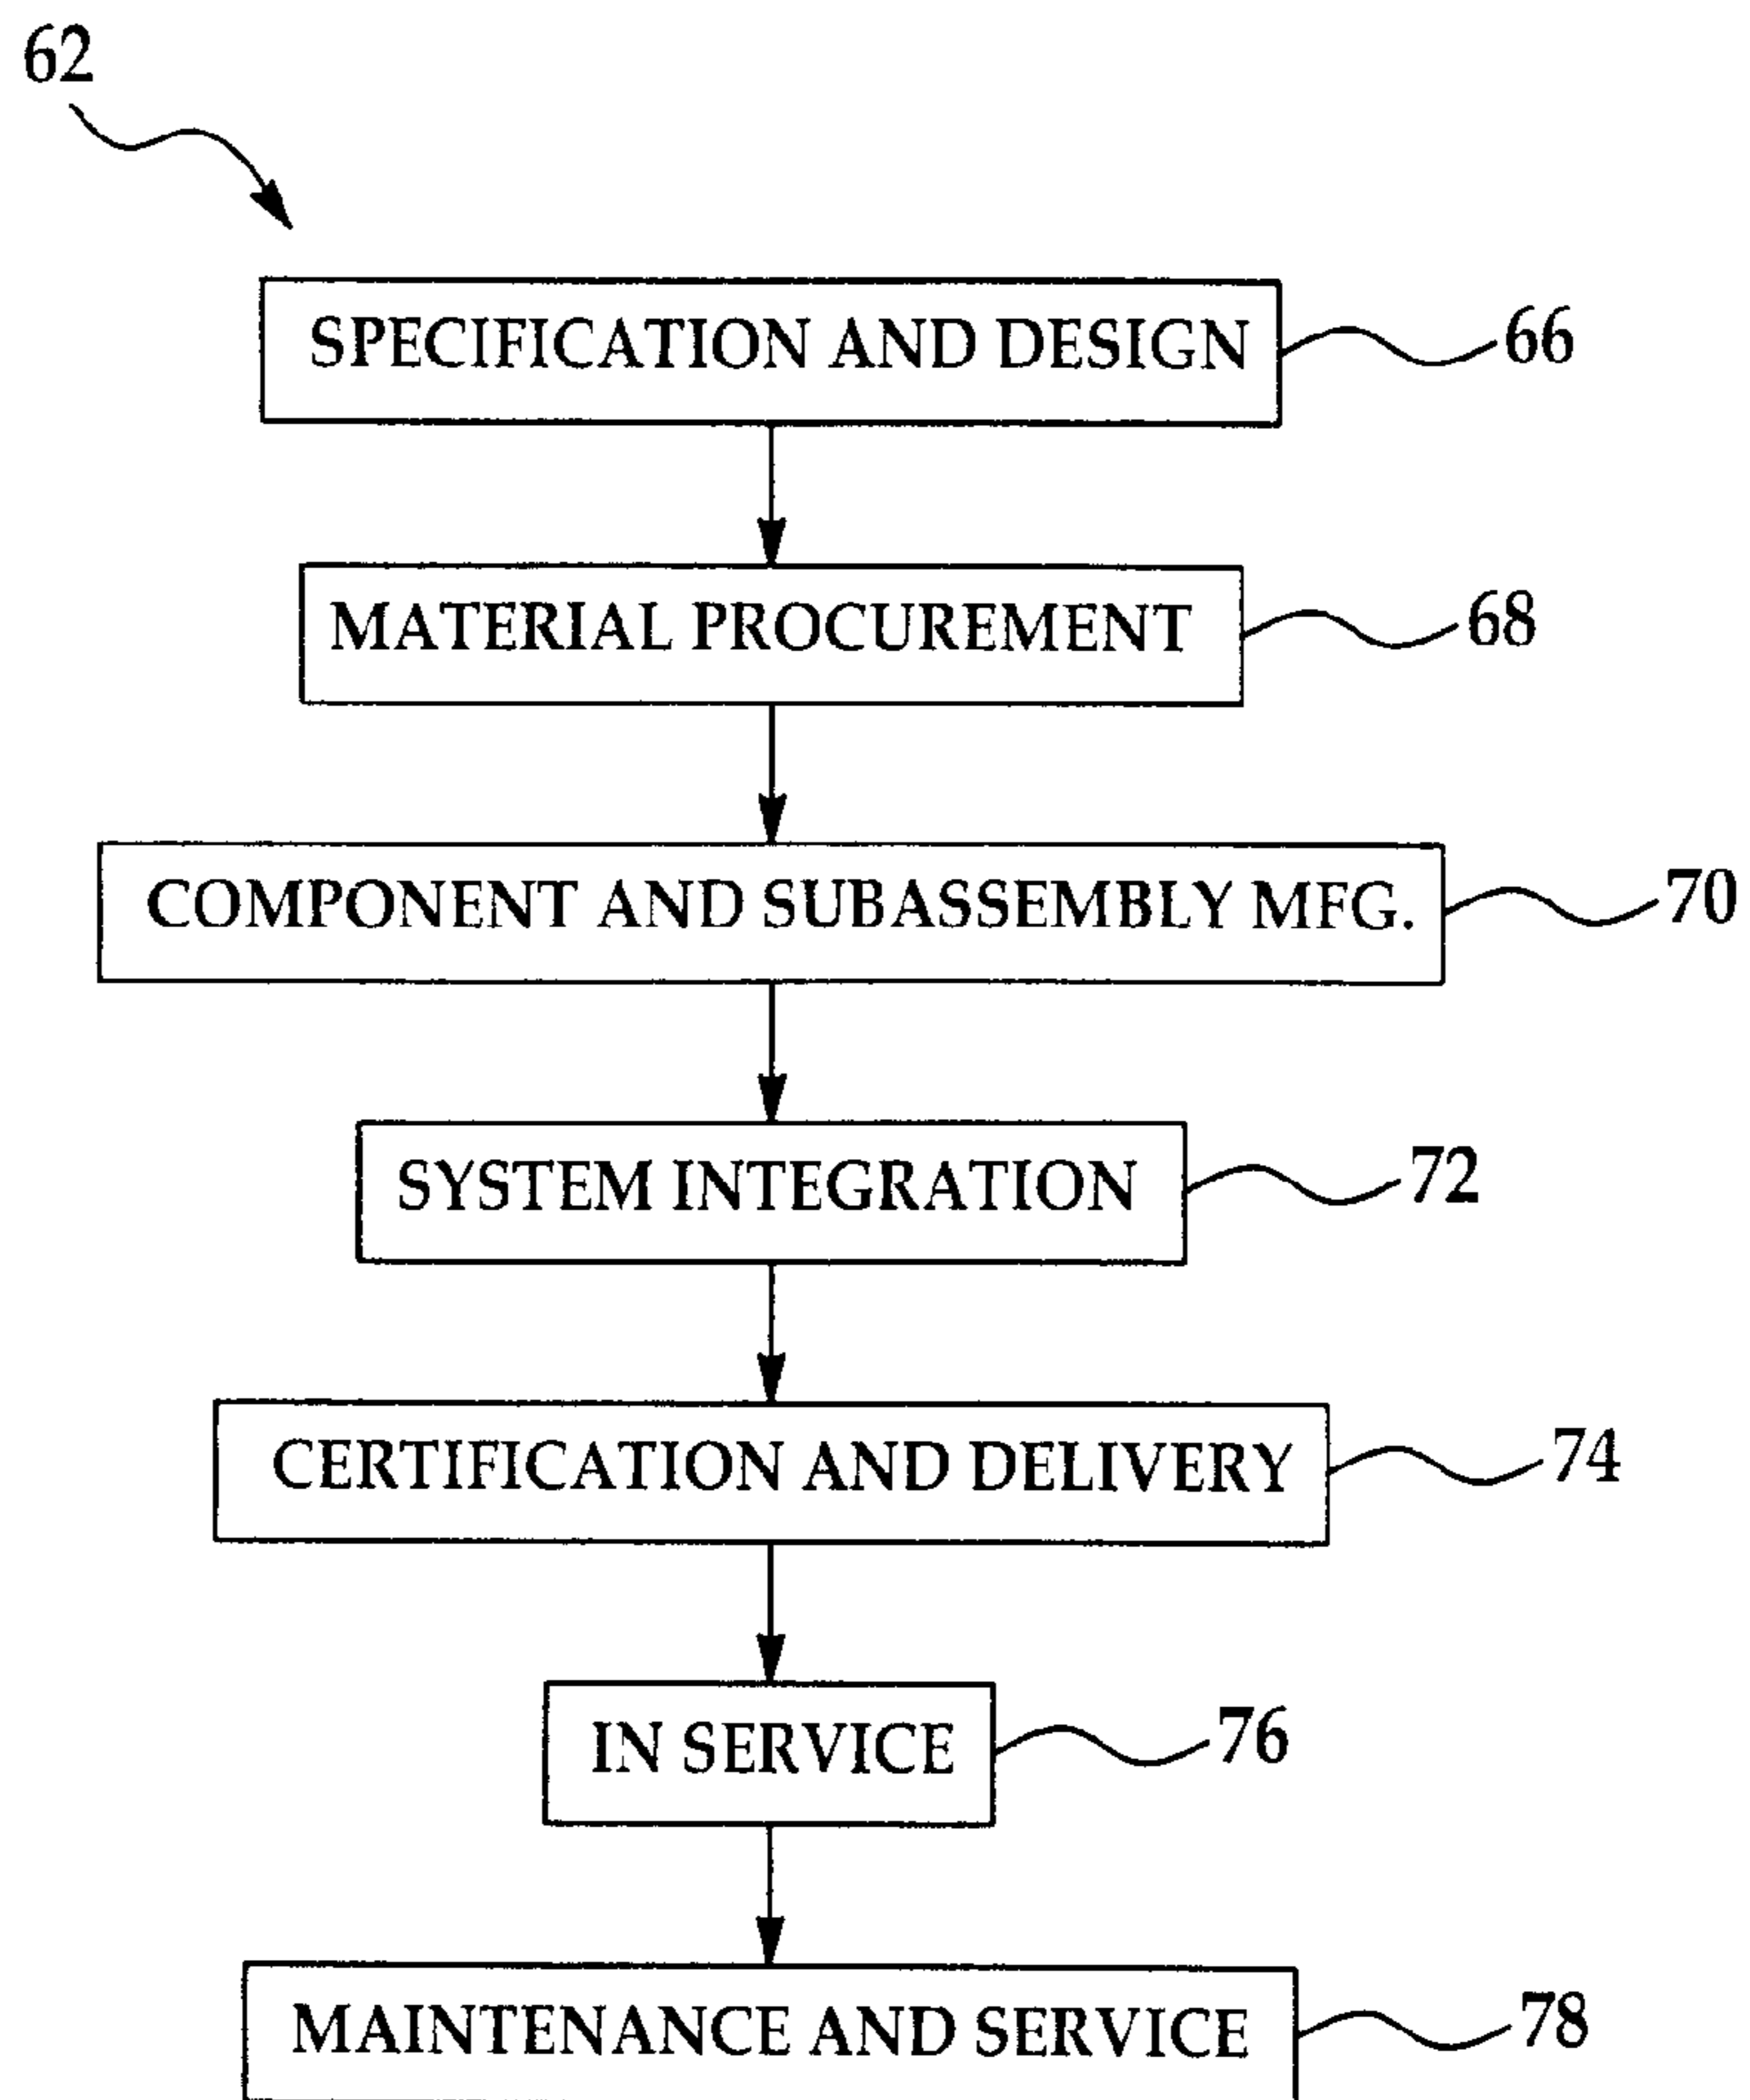 62
SPECIFICATION AND DESIGN 66
MATERIAL PROCUREMENT 68
COMPONENT AND SUBASSEMBLY MFG. 70
SYSTEM INTEGRATION 72
CERTIFICATION AND DELIVERY 74
IN SERVICE 76
MAINTENANCE AND SERVICE 78